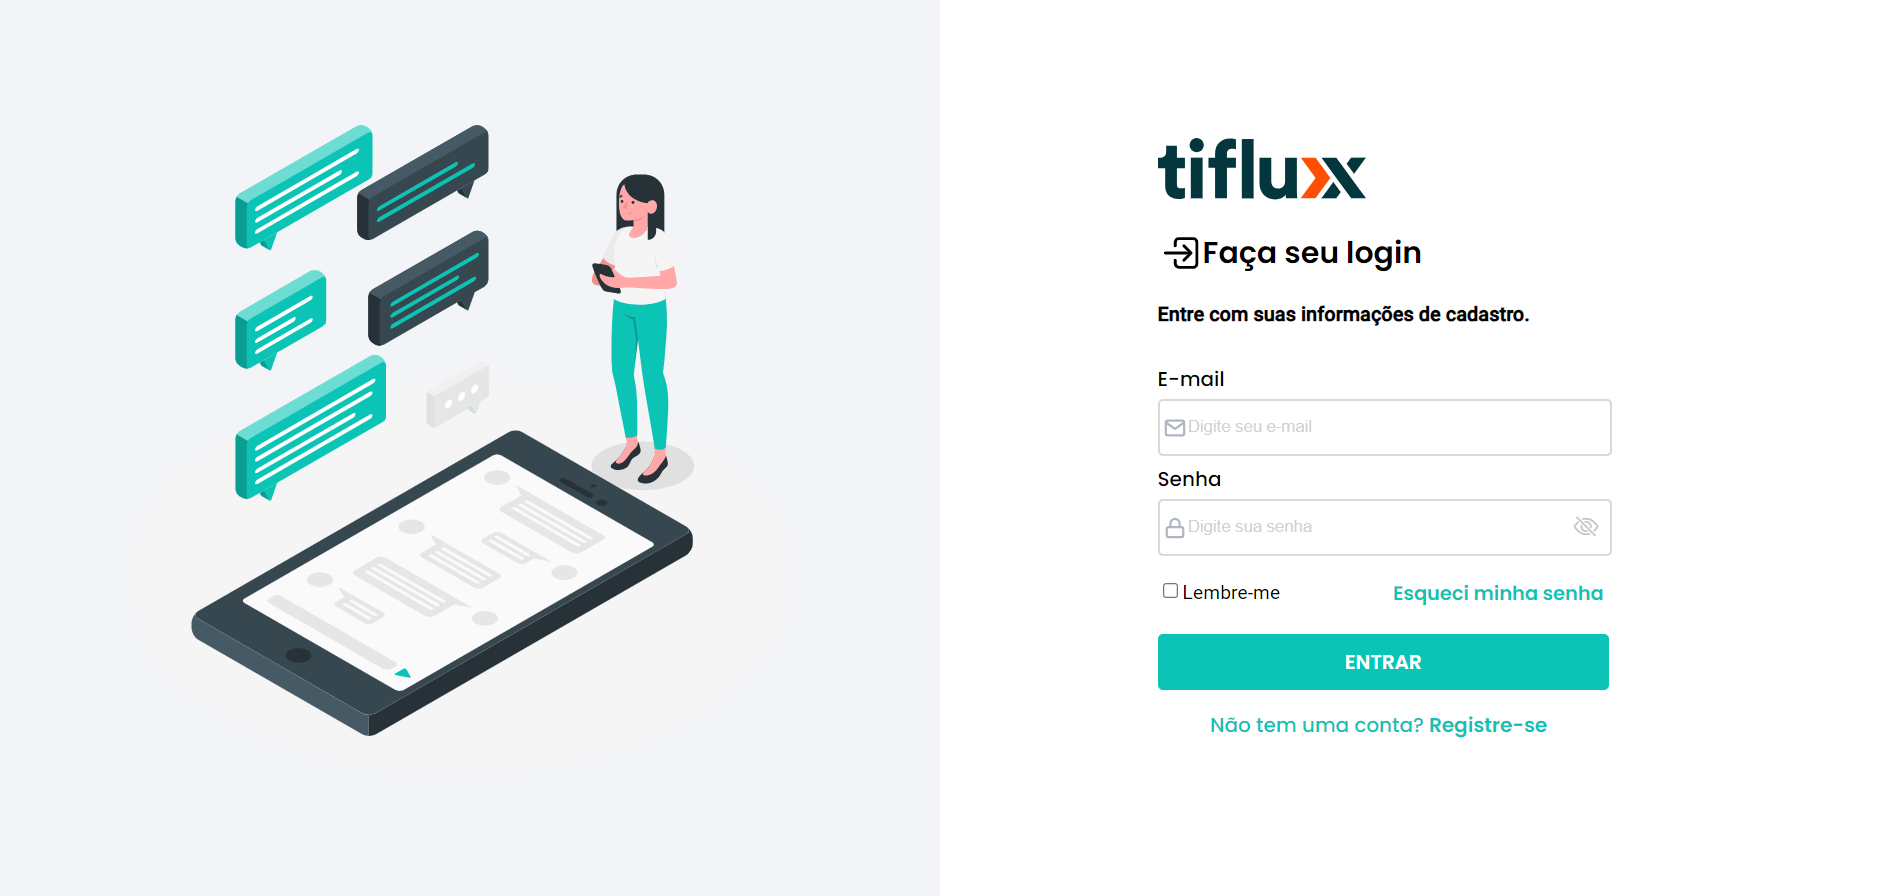 tiflux
Faça seu login
Entre com suas informações de cadastro.
E-mail
Digite seu e-mail
Senha
Digite sua senha
Lembre-me
Esqueci minha senha
ENTRAR
Não tem uma conta? Registre-se